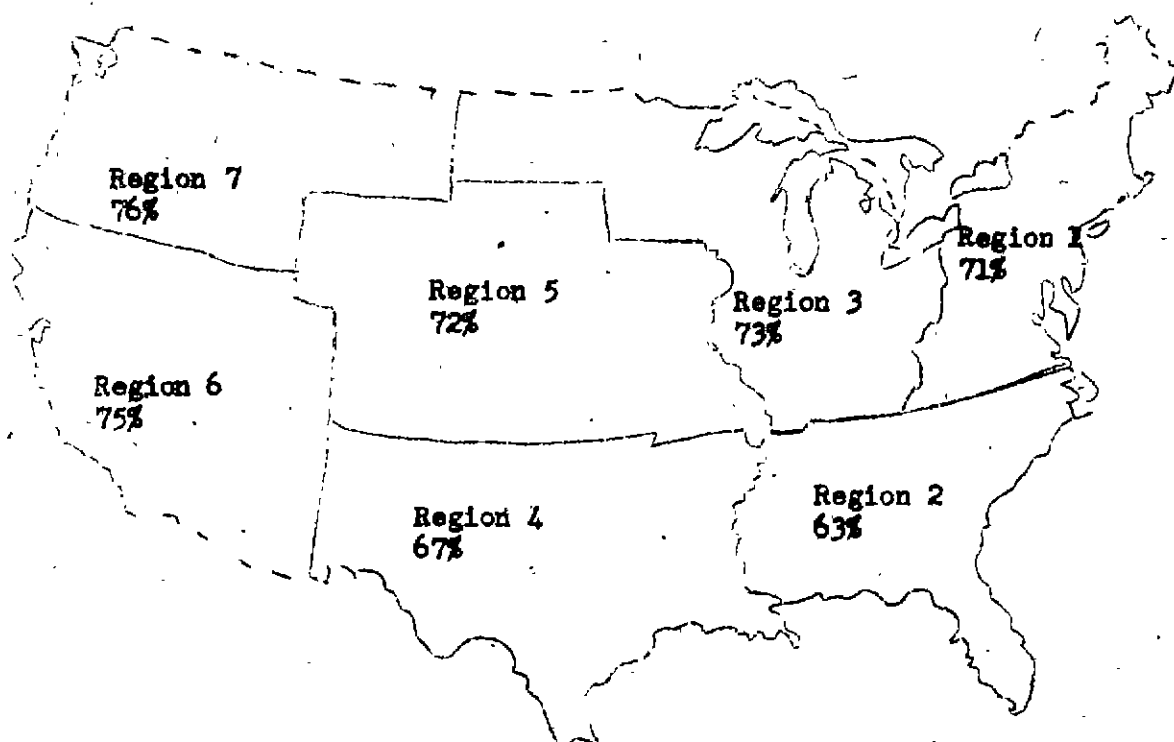 Region 7
76%
Region 1
71%
Region 5
72%
Region 3
73%
Region 6
75%
Region 2
63%
Region 4
67%